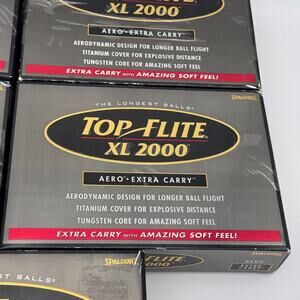 XL 2000
AERO • EXTRA CARRY
AERODYNAMIC DESIGN FOR LONGER BALL FLIGHT
TITANIUM COVER FOR EXPLOSIVE DISTANCE
TUNGSTEN CORE FOR AMAZING SOFT FEEL
EXTRA CARRY WITH AMAZING SOFT FEEL!
SPALDING
THE LONGEST BALLS
TOP FLITE
XL 2000
AERO • EXTRA CARRY
AERODYNAMIC DESIGN FOR LONGER BALL FLIGHT
TITANIUM COVER FOR EXPLOSIVE DISTANCE
TUNGSTEN CORE FOR AMAZING SOFT FEEL
EXTRA CARRY WITH AMAZING SOFT FEEL!
SPALDING
SPALDING
BALLS